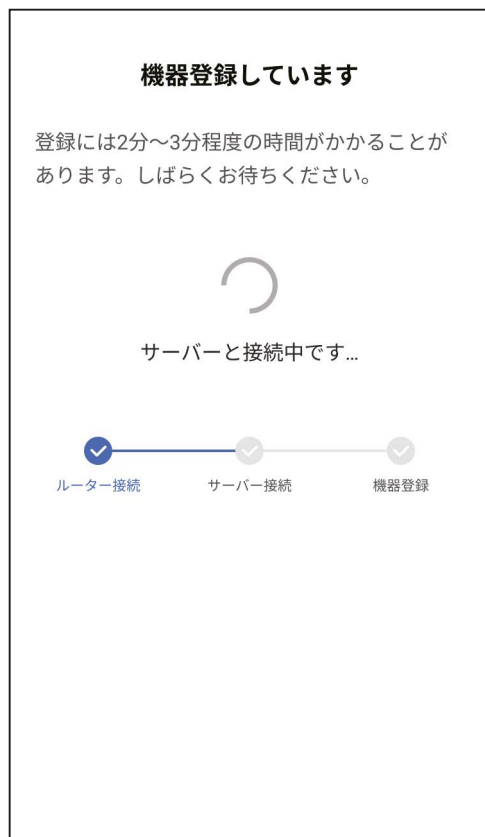 機器登録しています
登録には2分～3分程度の時間がかかることが
あります。しばらくお待ちください。
サーバーと接続中です...
ルーター接続
サーバー接続
機器登録